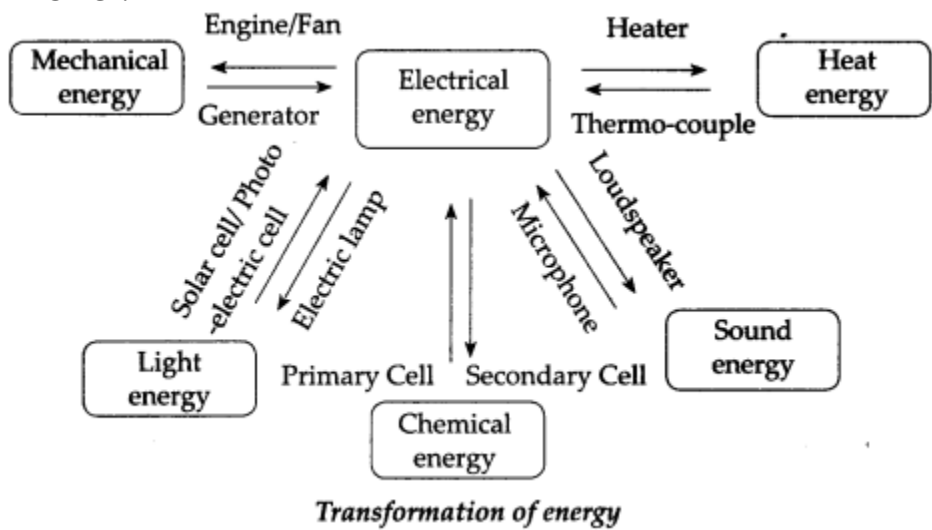 Engine/Fan
Mechanical
energy
Generator
Electrical
energy
Heater
Thermo-couple
Heat
energy
Solar cell/ Photo
-electric cell
Electric lamp
Microphone
Loudspeaker
Light
energy
Primary Cell
Secondary Cell
Sound
energy
Chemical
energy
Transformation of energy